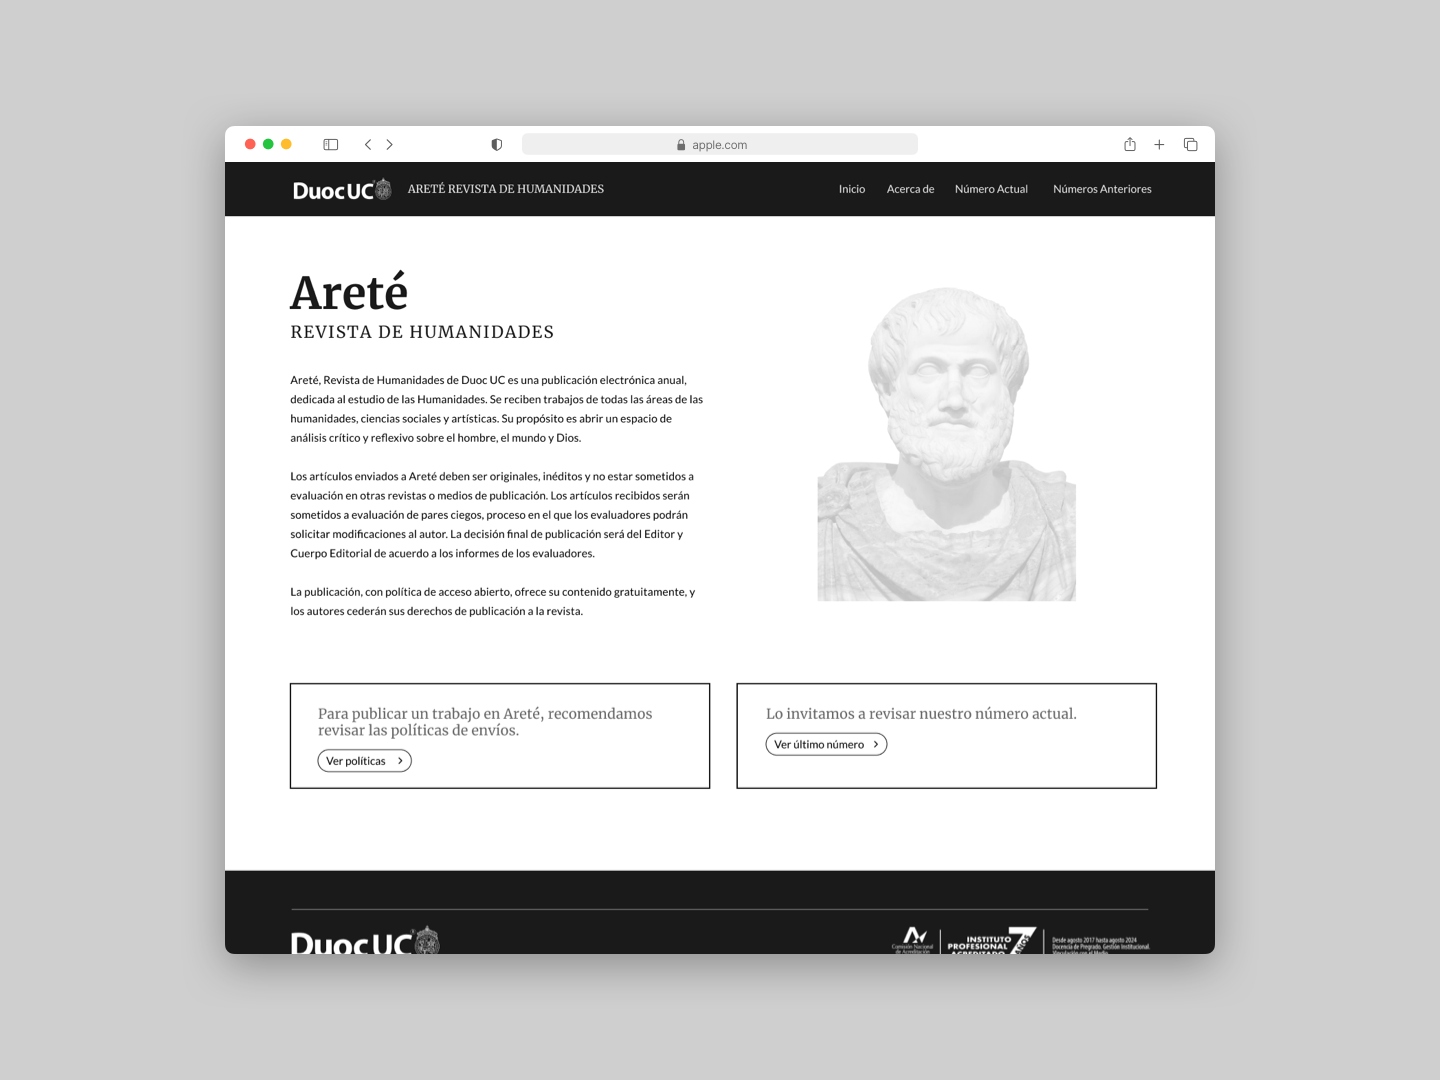 apple.com
Duoc UC
ARETÉ REVISTA DE HUMANIDADES
Inicio
Acerca de
Número Actual
Números Anteriores
Areté
REVISTA DE HUMANIDADES
Areté, Revista de Humanidades de Duoc UC es una publicación electrónica anual,
dedicada al estudio de las Humanidades. Se reciben trabajos de todas las áreas de las
humanidades, ciencias sociales y artísticas. Su propósito es abrir un espacio de
análisis crítico y reflexivo sobre el hombre, el mundo y Dios.
Los artículos enviados a Areté deben ser originales, inéditos y no estar sometidos a
evaluación en otras revistas o medios de publicación. Los artículos recibidos serán
sometidos a evaluación de pares ciegos, proceso en el que los evaluadores podrán
solicitar modificaciones al autor. La decisión final de publicación será del Editor y
Cuerpo Editorial de acuerdo a los informes de los evaluadores.
La publicación, con política de acceso abierto, ofrece su contenido gratuitamente, y
los autores cederán sus derechos de publicación a la revista.
Para publicar un trabajo en Areté, recomendamos
revisar las políticas de envíos.
Ver políticas
Lo invitamos a revisar nuestro número actual.
Ver último número
Duoc UC
Comisión Nacional
de Acreditación
INSTITUTO
PROFESIONAL
ACREDITADO
7
AÑOS
Desde agosto 2017 hasta agosto 2024
Docencia de Pregrado. Gestión Institucional.
Vinculación con el Medio.